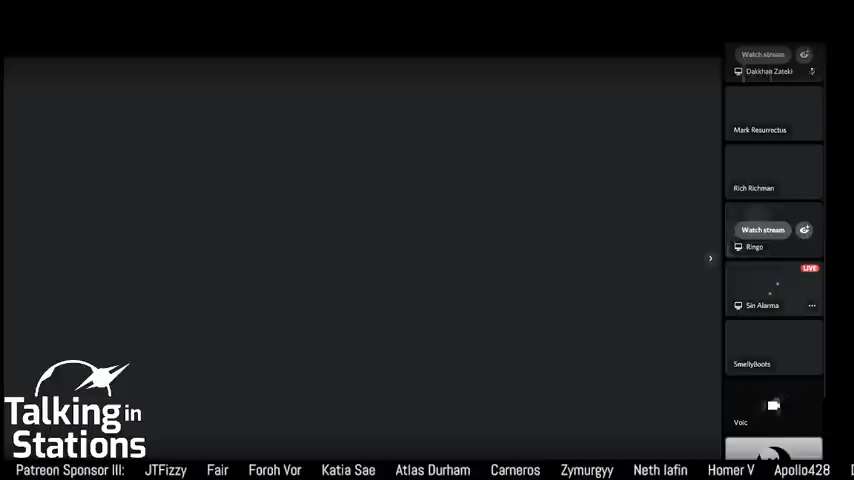 Watch stream
Dakkhan Zateki
Mark Resurrectus
Rich Richman
Watch stream
Ringo
LIVE
Sin Alarma
SmellyBoots
Voic
Talking in
Stations
Patreon Sponsor III: JTFizzy Fair Foroh Vor Katia Sae Atlas Durham Carneros Zymurgyy Neth Iafin Homer V Apollo428